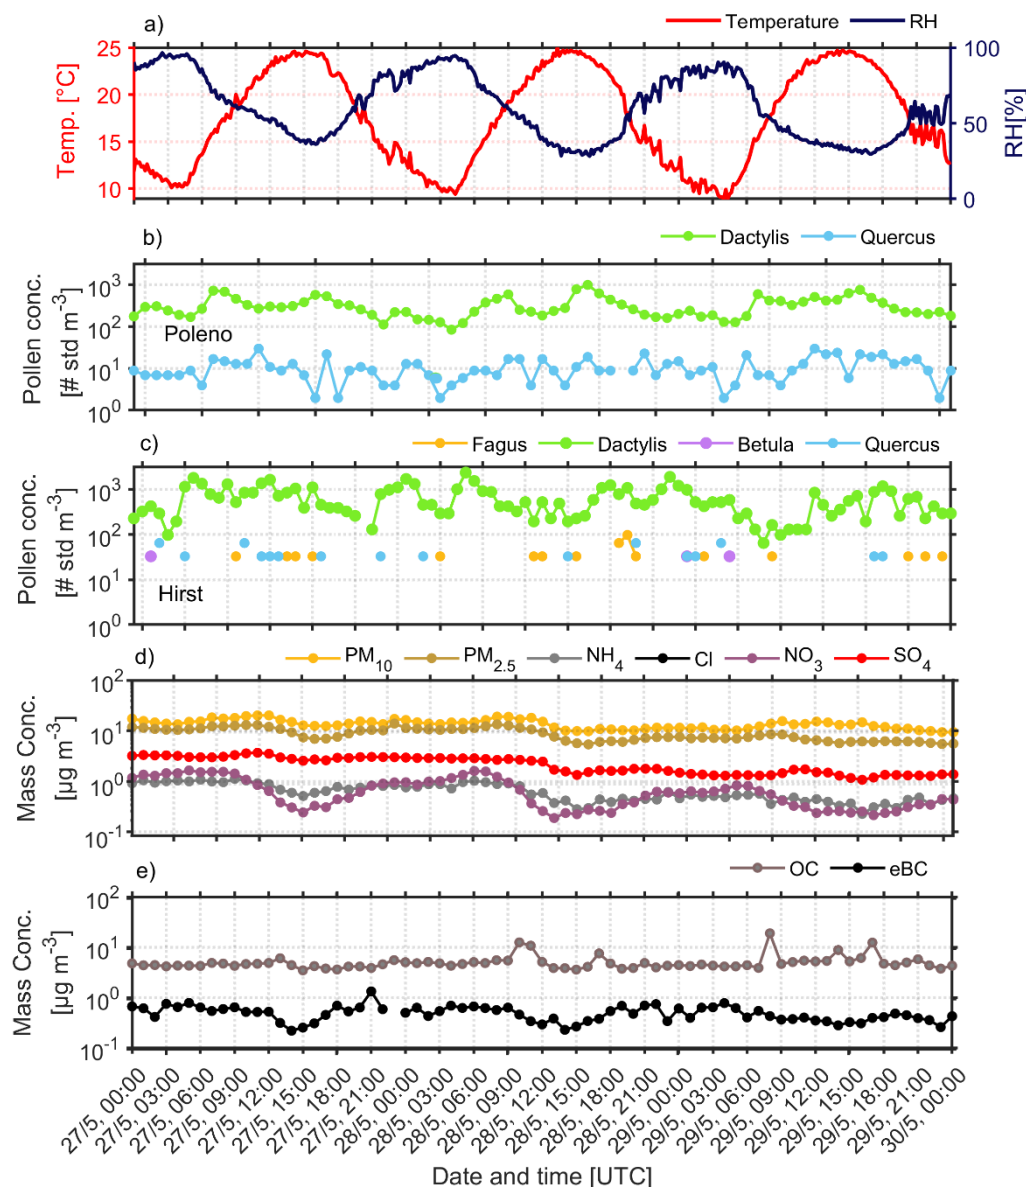 a)
Temperature RH
25
20
15
10
Temp. [°C]
100
50
0
RH[%]
b)
Dactylis Quercus
10³
10²
10¹
10⁰
Pollen conc.
[# std m⁻³]
Poleno
c)
Fagus Dactylis Betula Quercus
10³
10²
10¹
10⁰
Pollen conc.
[# std m⁻³]
Hirst
d)
PM₁₀ PM₂.₅ NH₄ Cl NO₃ SO₄
10²
10¹
10⁰
10⁻¹
Mass Conc.
[µg m⁻³]
e)
OC eBC
10²
10¹
10⁰
10⁻¹
Mass Conc.
[µg m⁻³]
27/5, 00:00
27/5, 03:00
27/5, 06:00
27/5, 09:00
27/5, 12:00
27/5, 15:00
27/5, 18:00
27/5, 21:00
28/5, 00:00
28/5, 03:00
28/5, 06:00
28/5, 09:00
28/5, 12:00
28/5, 15:00
28/5, 18:00
28/5, 21:00
29/5, 00:00
29/5, 03:00
29/5, 06:00
29/5, 09:00
29/5, 12:00
29/5, 15:00
29/5, 18:00
29/5, 21:00
30/5, 00:00
Date and time [UTC]